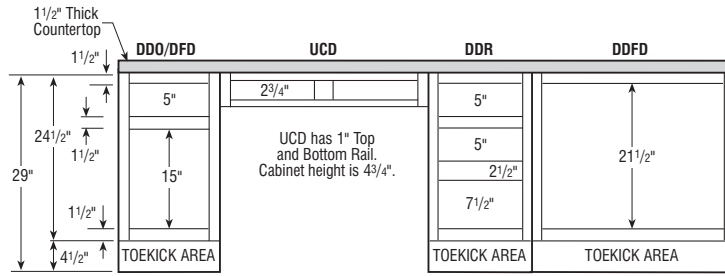 1 1/2" Thick
Countertop
DDO/DFD UCD DDR DDFD
1 1/2"
2 3/4"
5"
5"
24 1/2"
UCD has 1" Top
and Bottom Rail.
Cabinet height is 4 3/4".
5"
21 1/2"
1 1/2"
29"
15"
2 1/2"
7 1/2"
1 1/2"
4 1/2"
TOEKICK AREA TOEKICK AREA TOEKICK AREA